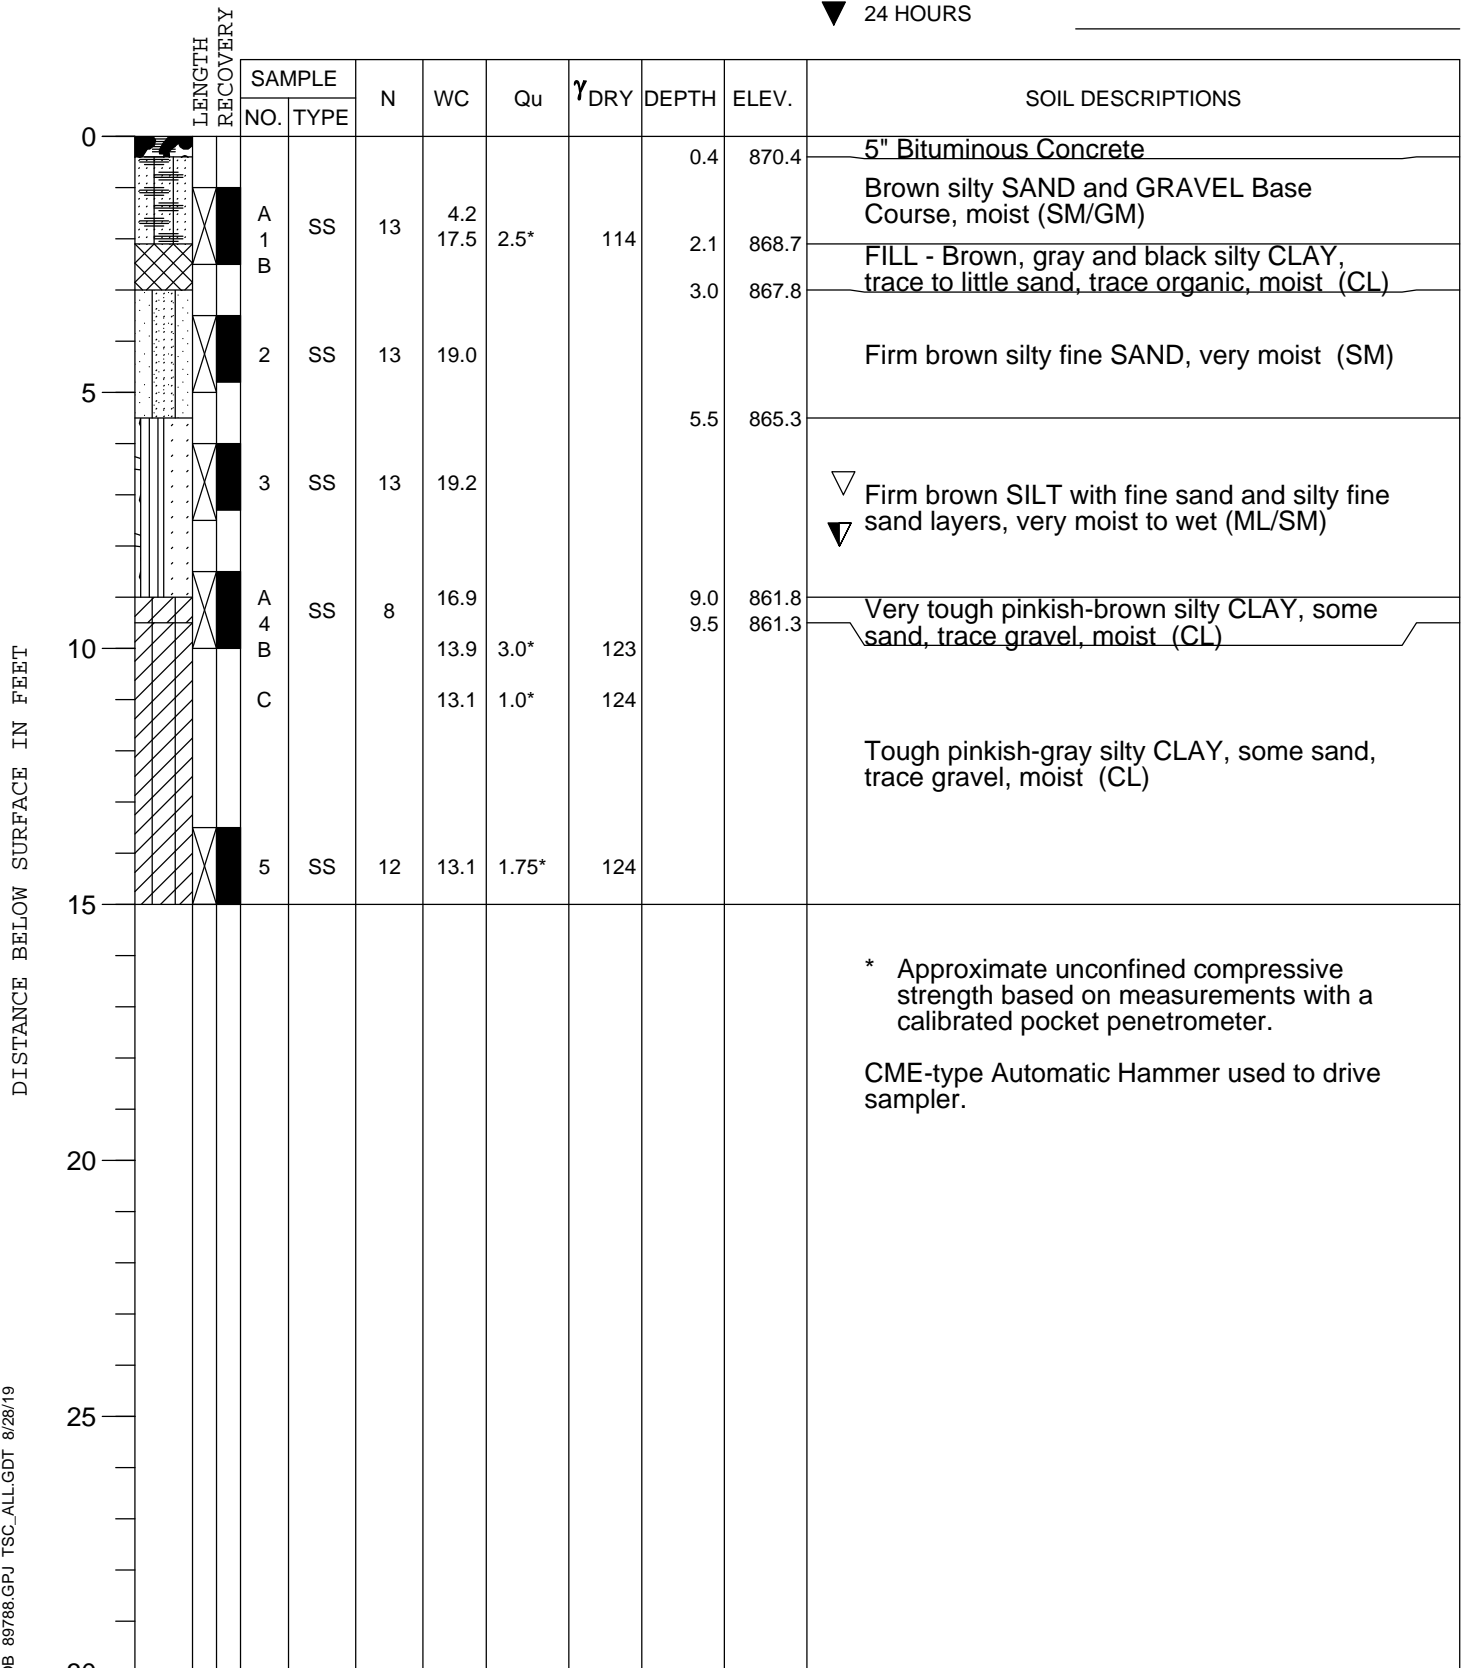 24 HOURS
LENGTH
RECOVERY
SAMPLE
NO. TYPE N WC Qu γDRY DEPTH ELEV. SOIL DESCRIPTIONS
0
0.4 870.4 5" Bituminous Concrete
Brown silty SAND and GRAVEL Base
Course, moist (SM/GM)
A 4.2
1 SS 13 17.5 2.5* 114 2.1 868.7
B
FILL - Brown, gray and black silty CLAY,
trace to little sand, trace organic, moist (CL)
3.0 867.8
2 SS 13 19.0 Firm brown silty fine SAND, very moist (SM)
5
5.5 865.3
3 SS 13 19.2 Firm brown SILT with fine sand and silty fine
sand layers, very moist to wet (ML/SM)
A 16.9 9.0 861.8
4 SS 8 9.5 861.3
Very tough pinkish-brown silty CLAY, some
sand, trace gravel, moist (CL)
10 B 13.9 3.0* 123
C 13.1 1.0* 124
Tough pinkish-gray silty CLAY, some sand,
trace gravel, moist (CL)
5 SS 12 13.1 1.75* 124
15
* Approximate unconfined compressive
strength based on measurements with a
calibrated pocket penetrometer.
CME-type Automatic Hammer used to drive
sampler.
20
25
DISTANCE BELOW SURFACE IN FEET
89788.GPJ TSC_ALL.GDT 8/28/19